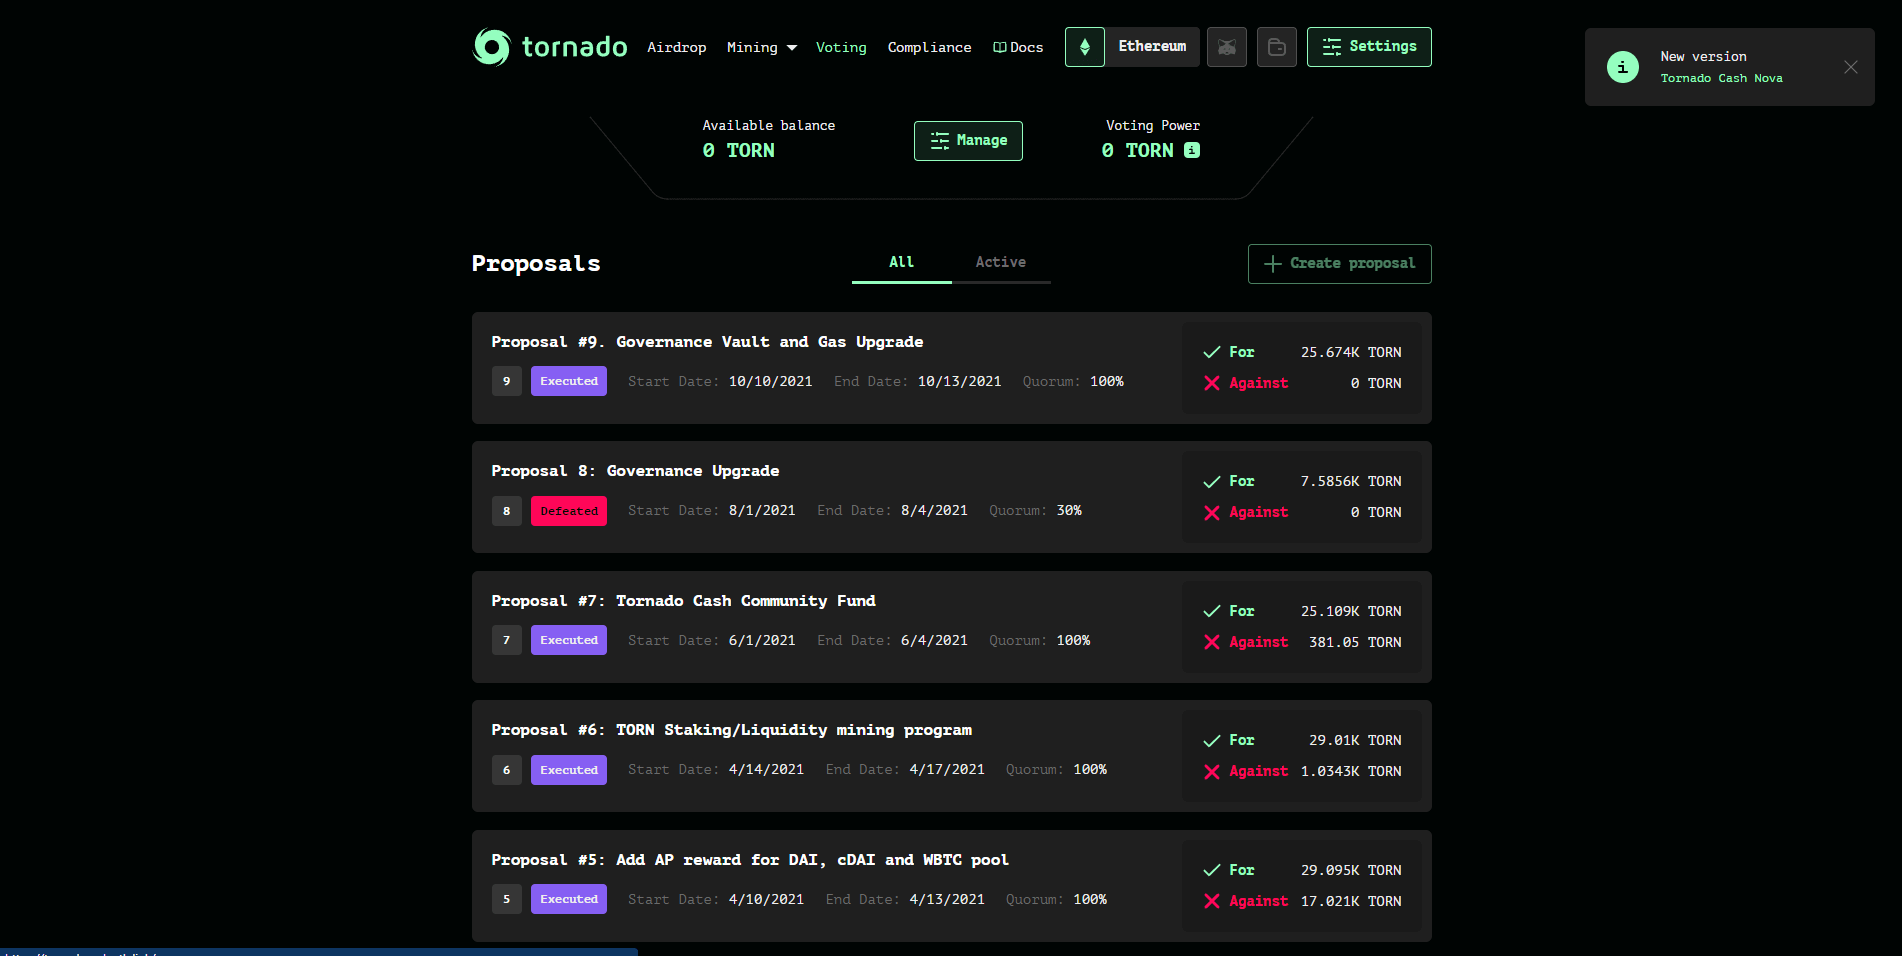 tornado
Airdrop
Mining
Voting
Compliance
Docs
Ethereum
Settings
New version
Tornado Cash Nova
Available balance
0 TORN
Manage
Voting Power
0 TORN
Proposals
All
Active
Create proposal
Proposal #9. Governance Vault and Gas Upgrade
9 Executed Start Date: 10/10/2021 End Date: 10/13/2021 Quorum: 100%
For 25.674K TORN
Against 0 TORN
Proposal 8: Governance Upgrade
8 Defeated Start Date: 8/1/2021 End Date: 8/4/2021 Quorum: 30%
For 7.5856K TORN
Against 0 TORN
Proposal #7: Tornado Cash Community Fund
7 Executed Start Date: 6/1/2021 End Date: 6/4/2021 Quorum: 100%
For 25.109K TORN
Against 381.05 TORN
Proposal #6: TORN Staking/Liquidity mining program
6 Executed Start Date: 4/14/2021 End Date: 4/17/2021 Quorum: 100%
For 29.01K TORN
Against 1.0343K TORN
Proposal #5: Add AP reward for DAI, cDAI and WBTC pool
5 Executed Start Date: 4/10/2021 End Date: 4/13/2021 Quorum: 100%
For 29.095K TORN
Against 17.021K TORN